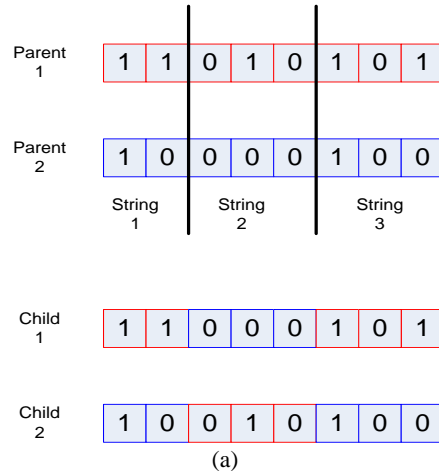 Parent
1
1 1 0 1 0 1 0 1
Parent
2
1 0 0 0 0 1 0 0
String
1
String
2
String
3
Child
1
1 1 0 0 0 1 0 1
Child
2
1 0 0 1 0 1 0 0
(a)